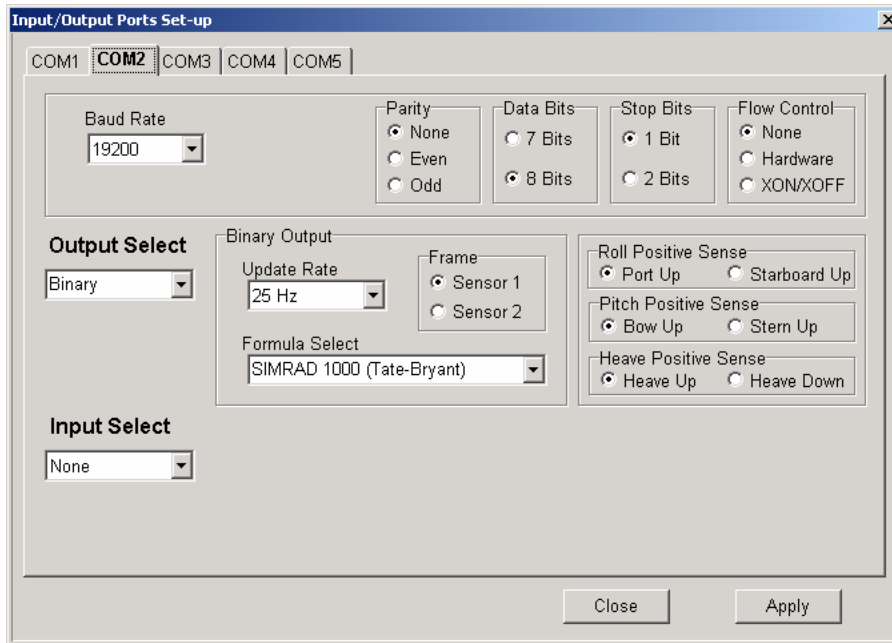 Input/Output Ports Set-up
COM1 COM2 COM3 COM4 COM5
Baud Rate
19200
Parity
None
Even
Odd
Data Bits
7 Bits
8 Bits
Stop Bits
1 Bit
2 Bits
Flow Control
None
Hardware
XON/XOFF
Output Select
Binary
Binary Output
Update Rate
25 Hz
Frame
Sensor 1
Sensor 2
Formula Select
SIMRAD 1000 (Tate-Bryant)
Roll Positive Sense
Port Up Starboard Up
Pitch Positive Sense
Bow Up Stern Up
Heave Positive Sense
Heave Up Heave Down
Input Select
None
Close Apply